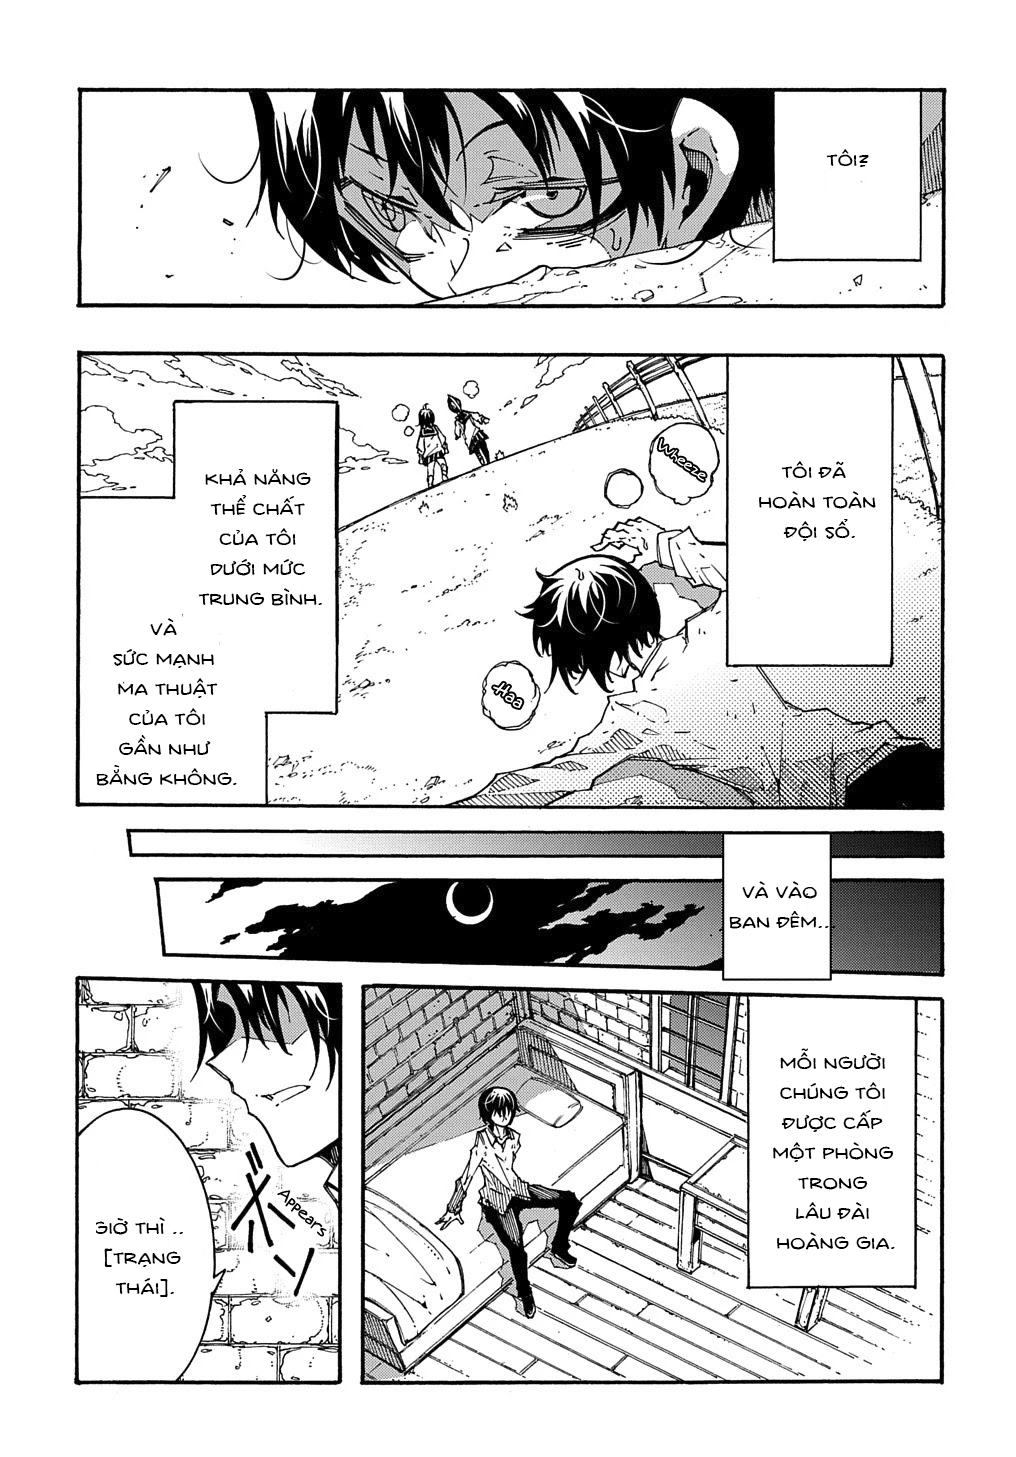 TÔI?
TÔI ĐÃ
HOÀN TOÀN
ĐỘI SỔ.
Wheeze
KHẢ NĂNG
THỂ CHẤT
CỦA TÔI
DƯỚI MỨC
TRUNG BÌNH.
VÀ
SỨC MẠNH
MA THUẬT
CỦA TÔI
GẦN NHƯ
BẰNG KHÔNG.
Haa
VÀ VÀO
BAN ĐÊM...
MỖI NGƯỜI
CHÚNG TÔI
ĐƯỢC CẤP
MỘT PHÒNG
TRONG
LÂU ĐÀI
HOÀNG GIA.
Appears
GIỜ THÌ ..
[TRẠNG
THÁI].